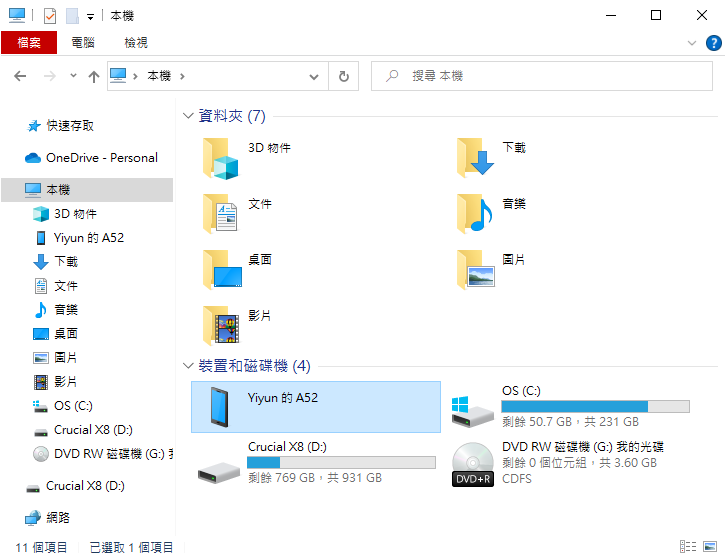 本機
檔案 電腦 檢視
本機
搜尋 本機
快速存取
OneDrive - Personal
本機
3D 物件
Yiyun 的 A52
下載
文件
音樂
桌面
圖片
影片
OS (C:)
Crucial X8 (D:)
DVD RW 磁碟機 (G:) 
Crucial X8 (D:)
網路
資料夾 (7)
3D 物件
下載
文件
音樂
桌面
圖片
影片
裝置和磁碟機 (4)
Yiyun 的 A52
OS (C:)
剩餘 50.7 GB，共 231 GB
Crucial X8 (D:)
剩餘 769 GB，共 931 GB
DVD+R
DVD RW 磁碟機 (G:) 我的光碟
剩餘 0 個位元組，共 3.60 GB
CDFS
11 個項目 已選取 1 個項目